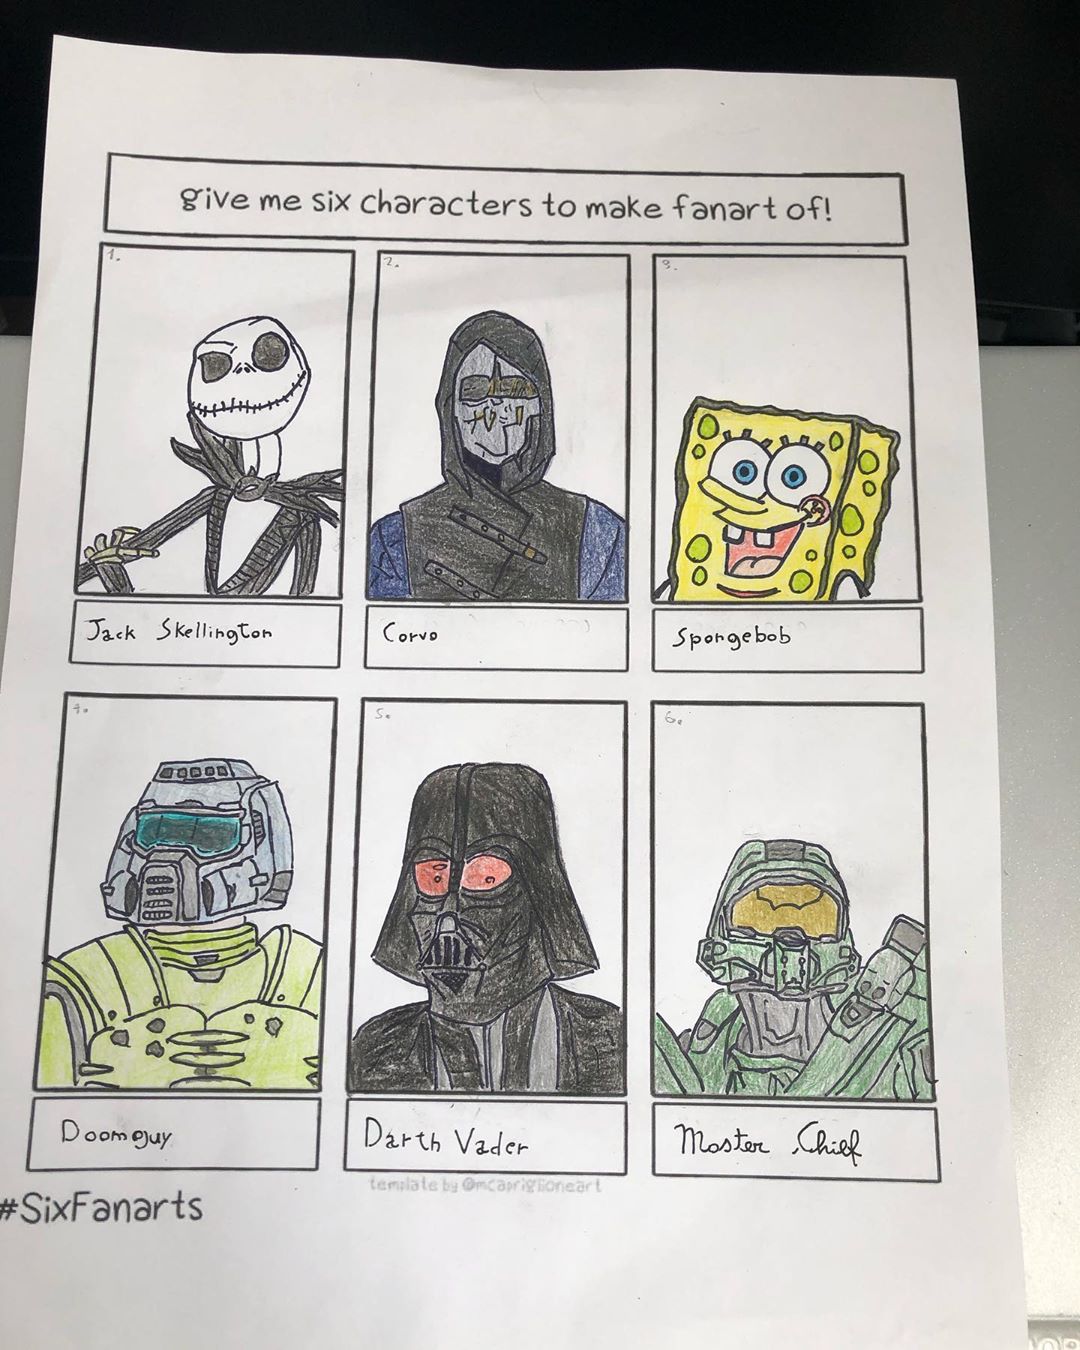 give me six characters to make fanart of!
1.
2.
3.
Jack Skellington
Corvo
Spongebob
4.
5.
6.
Doomguy
Darth Vader
Master Chief
template by @mcapriglioneart
#SixFanarts